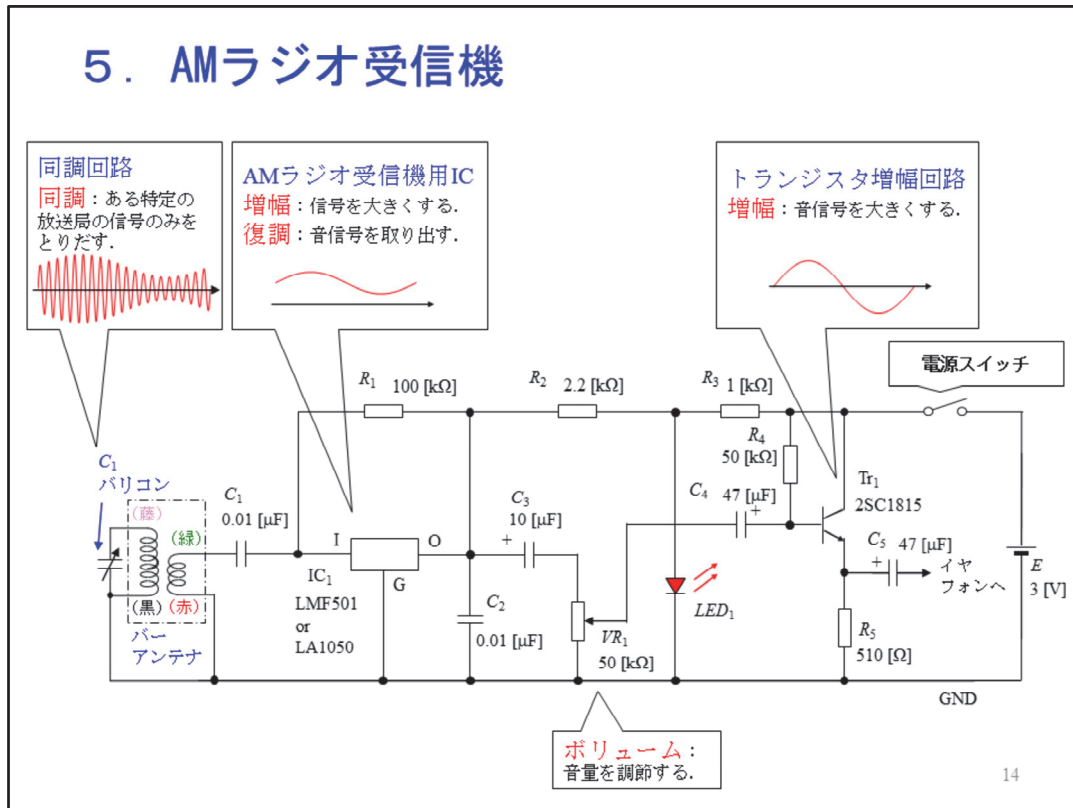 ５．AMラジオ受信機
同調回路
同調：ある特定の
放送局の信号のみを
とりだす.
AMラジオ受信機用IC
増幅：信号を大きくする.
復調：音信号を取り出す.
トランジスタ増幅回路
増幅：音信号を大きくする.
電源スイッチ
R1 100 [kΩ]
R2 2.2 [kΩ]
R3 1 [kΩ]
R4
50 [kΩ]
C1
バリコン
(藤)
(緑)
(黒)
(赤)
バー
アンテナ
C1
0.01 [μF]
I
O
G
IC1
LMF501
or
LA1050
C3
10 [μF]
+
C2
0.01 [μF]
VR1
50 [kΩ]
C4 47 [μF]
+
LED1
Tr1
2SC1815
C5 47 [μF]
+
イヤ
フォンへ
R5
510 [Ω]
E
3 [V]
GND
ボリューム：
音量を調節する.
14